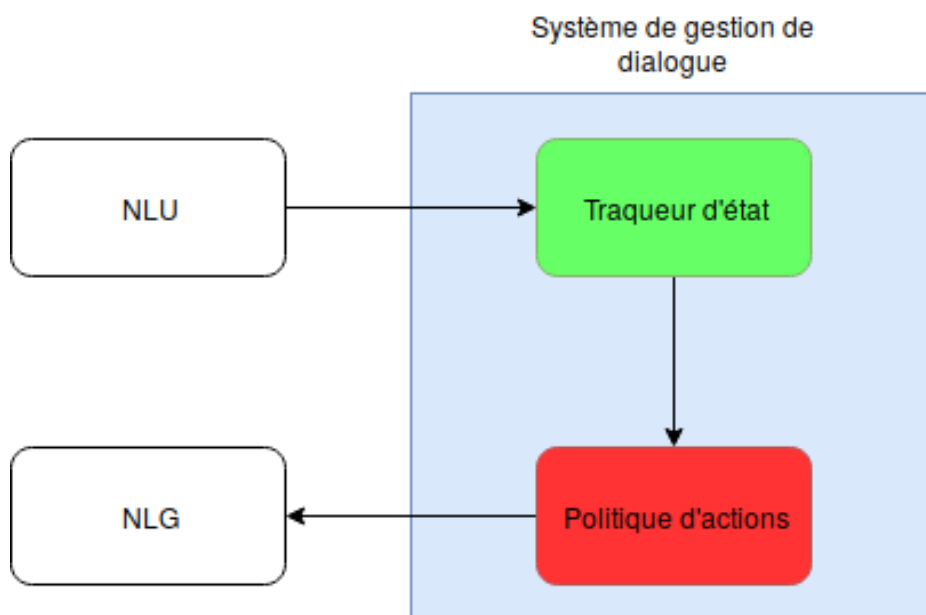 Système de gestion de
dialogue
NLU
Traqueur d'état
NLG
Politique d'actions